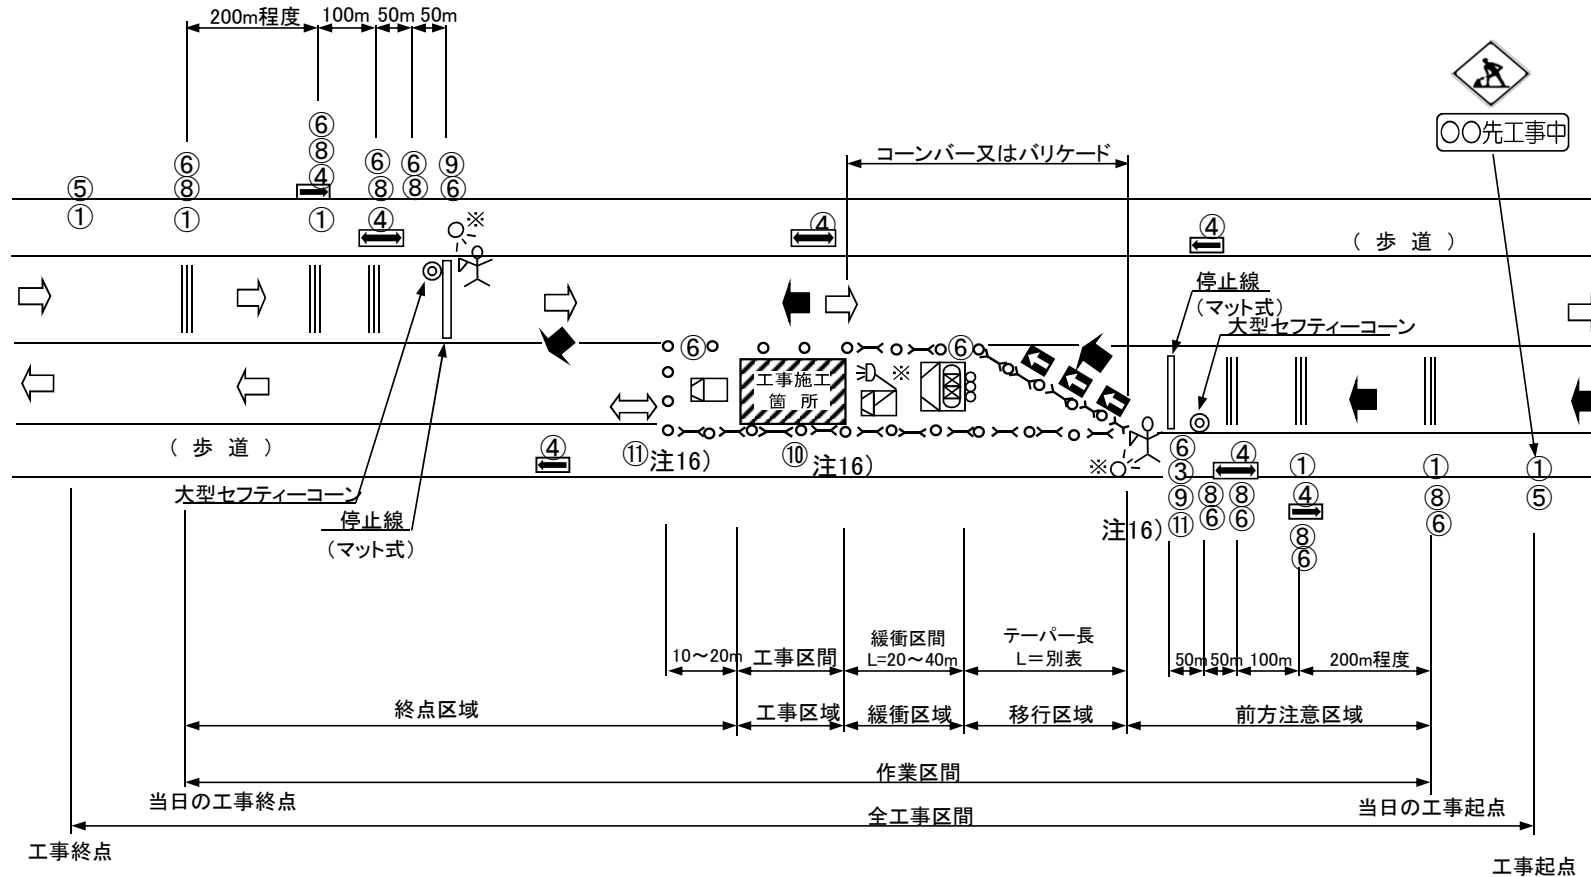 200m程度
100m
50m
50m
〇〇先工事中
⑥
⑧
④
①
⑤
①
⑥
⑧
①
⑥
⑧
④
⑥
⑧
⑨
⑥
※
コーンバー又はバリケード
④
④
（歩道）
停止線
（マット式）
大型セフティーコーン
⑥
⑥
工事施工
箇所
※
（歩道）
④
⑪
注16）
⑩
注16）
※
⑥
③
⑨
⑪
注16）
⑧
⑥
④
⑧
⑥
①
④
⑧
⑥
①
⑧
⑥
①
⑤
大型セフティーコーン
停止線
（マット式）
10～20m
工事区間
緩衝区間
L=20～40m
テーパー長
L＝別表
50m
50m
100m
200m程度
終点区域
工事区域
緩衝区域
移行区域
前方注意区域
作業区間
当日の工事終点
当日の工事起点
全工事区間
工事終点
工事起点